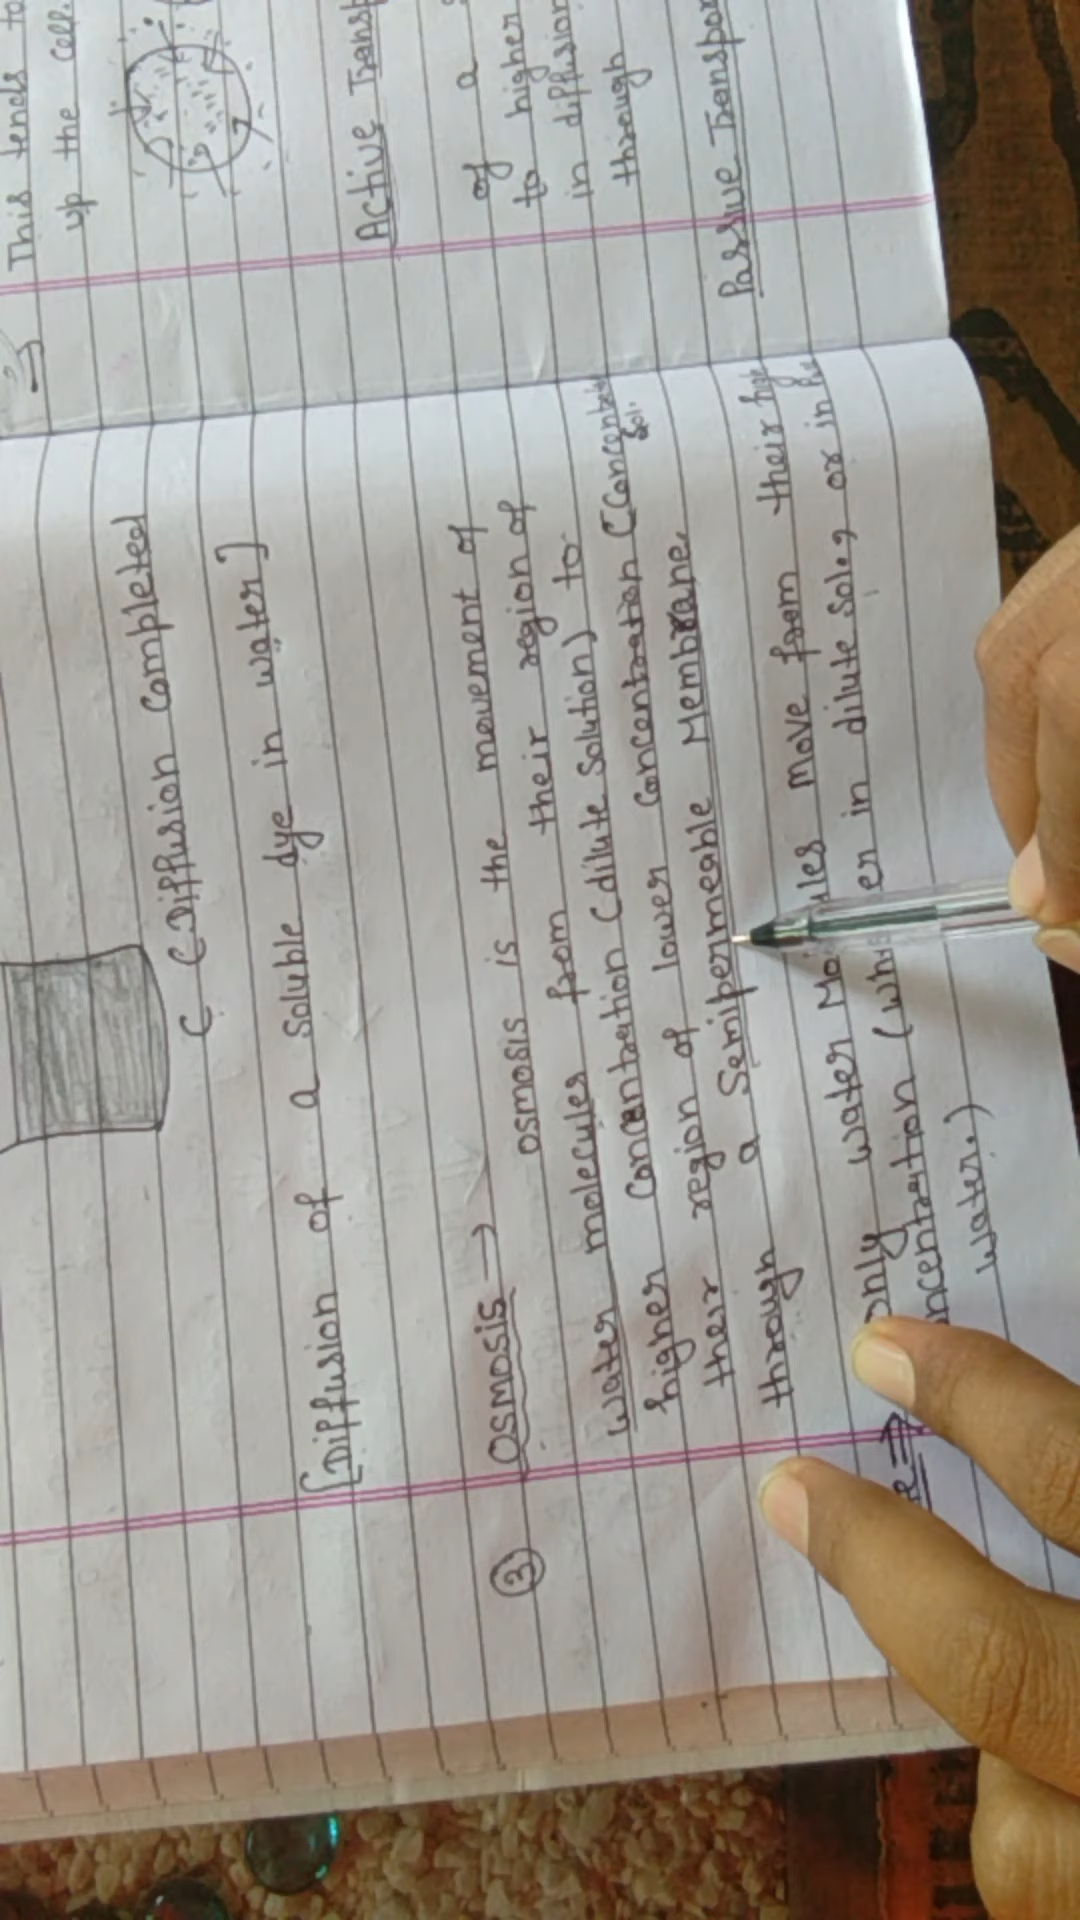 ( Diffusion Completed
(
[Diffusion of a soluble dye in water]
③ Osmosis →
Osmosis is the movement of
water molecules from their region of
higher concentration (dilute solution) to
their region of lower concentration (Concentrate Sol.
through a Semipermeable Membrane.
only water Mo les move from their hig
ncentration (wh er in dilute sol., or in Pu
water.)
→ This tends to
up the cell.
Active Transp
of a
to higher
in diffusion
through
Passive Transpor